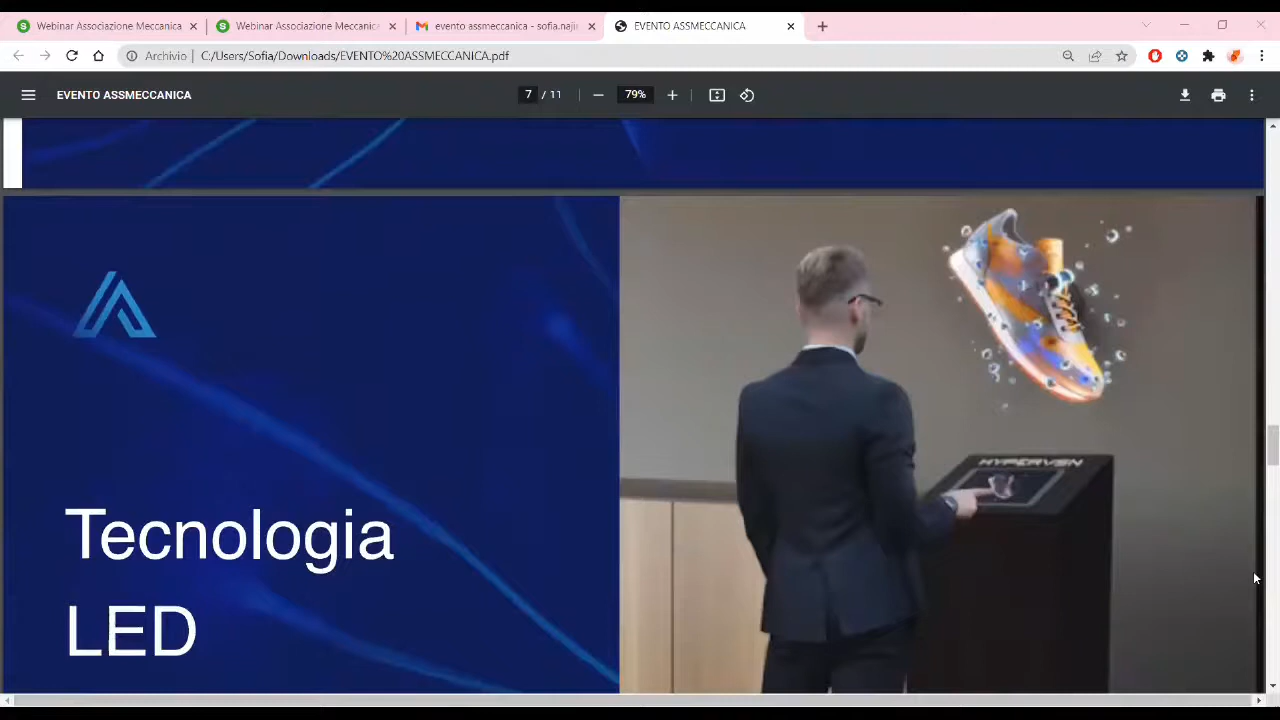 Webinar Associazione Meccanica
Webinar Associazione Meccanica
evento assmeccanica - sofia.naji
EVENTO ASSMECCANICA
Archivio
C:/Users/Sofia/Downloads/EVENTO%20ASSMECCANICA.pdf
EVENTO ASSMECCANICA
7 / 11
79%
HYPERVSN
Tecnologia
LED